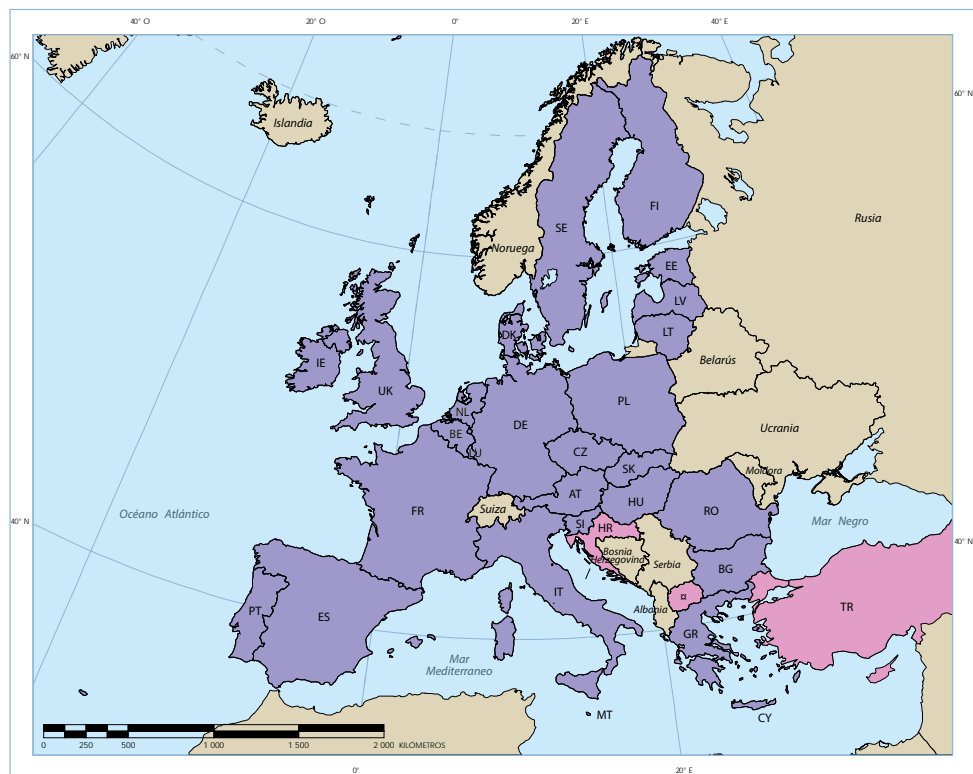 40° O
20° O
0°
20° E
40° E
60° N
60° N
Islandia
Rusia
FI
SE
Noruega
EE
LV
LT
DK
Belarús
IE
UK
NL
PL
DE
BE
Ucrania
LU
CZ
SK
Moldora
AT
HU
Océano Atlántico
FR
Suiza
RO
Mar Negro
40° N
SI
HR
40° N
Bosnia
Herzegovina
Serbia
BG
IT
PT
ES
Albania
¤
TR
GR
Mar
Mediterraneo
MT
CY
0
250
500
1 000
1 500
2 000
KILÓMTROS
0°
20° E